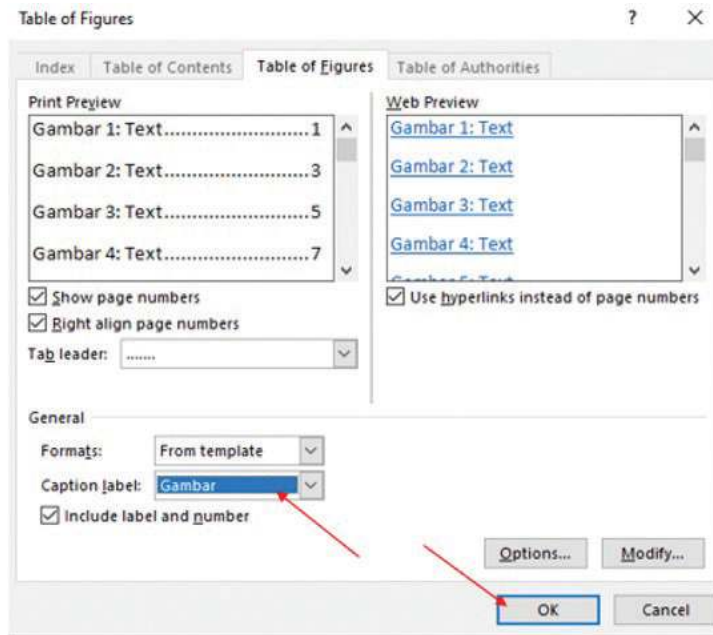 Table of Figures ? ×
Index Table of Contents Table of Figures Table of Authorities
Print Preview
Gambar 1: Text.............................1
Gambar 2: Text.............................3
Gambar 3: Text.............................5
Gambar 4: Text.............................7
Show page numbers
Right align page numbers
Tab leader: .......
Web Preview
Gambar 1: Text
Gambar 2: Text
Gambar 3: Text
Gambar 4: Text
Gambar 5: Text
Use hyperlinks instead of page numbers
General
Formats: From template
Caption label: Gambar
Include label and number
Options... Modify...
OK Cancel